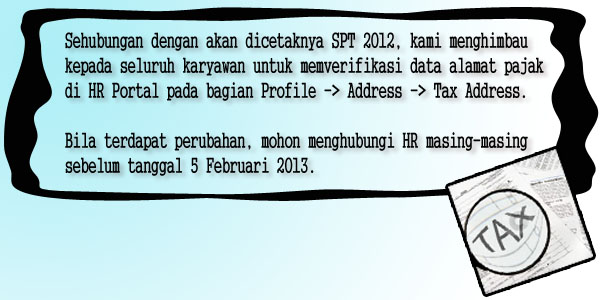 Sehubungan dengan akan dicetaknya SPT 2012, kami menghimbau
kepada seluruh karyawan untuk memverifikasi data alamat pajak
di HR Portal pada bagian Profile -> Address -> Tax Address.
Bila terdapat perubahan, mohon menghubungi HR masing-masing
sebelum tanggal 5 Februari 2013.
TAX